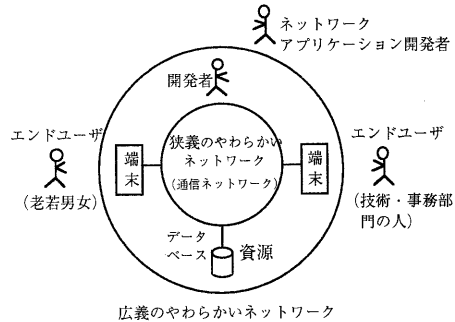 ネットワーク
アプリケーション開発者
開発者
エンドユーザ
(老若男女)
端末
狭義のやわらかい
ネットワーク
(通信ネットワーク)
端末
エンドユーザ
(技術・事務部
門の人)
データ
ベース
資源
広義のやわらかいネットワーク